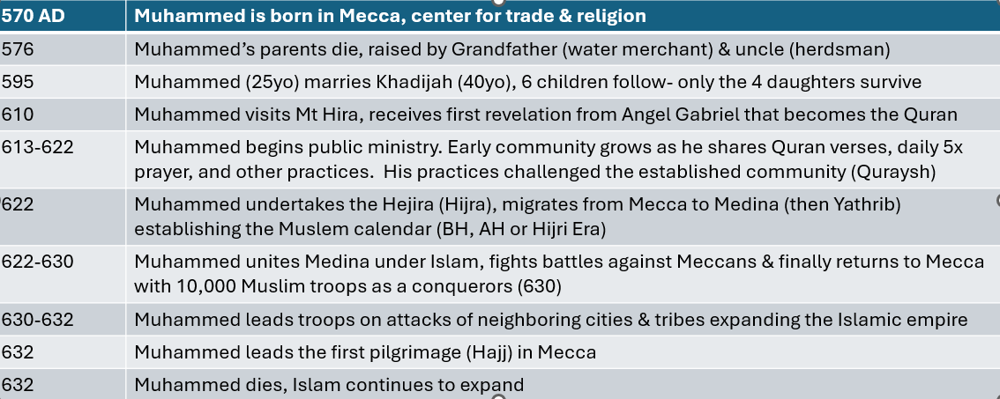 570 AD Muhammed is born in Mecca, center for trade & religion
576 Muhammed’s parents die, raised by Grandfather (water merchant) & uncle (herdsman)
595 Muhammed (25yo) marries Khadijah (40yo), 6 children follow- only the 4 daughters survive
610 Muhammed visits Mt Hira, receives first revelation from Angel Gabriel that becomes the Quran
613-622 Muhammed begins public ministry. Early community grows as he shares Quran verses, daily 5x
prayer, and other practices.  His practices challenged the established community (Quraysh)
622 Muhammed undertakes the Hejira (Hijra), migrates from Mecca to Medina (then Yathrib)
establishing the Muslem calendar (BH, AH or Hijri Era)
622-630 Muhammed unites Medina under Islam, fights battles against Meccans & finally returns to Mecca
with 10,000 Muslim troops as a conquerors (630)
630-632 Muhammed leads troops on attacks of neighboring cities & tribes expanding the Islamic empire
632 Muhammed leads the first pilgrimage (Hajj) in Mecca
632 Muhammed dies, Islam continues to expand